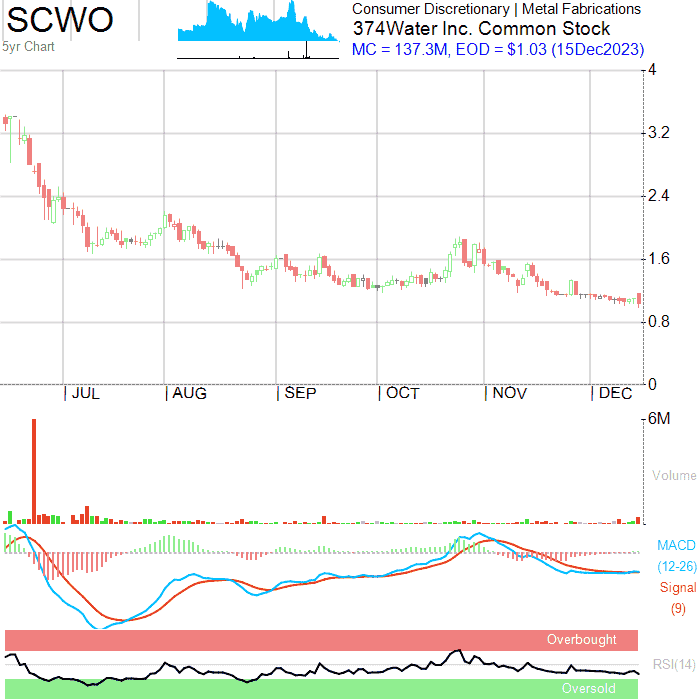 SCWO
5yr Chart
Consumer Discretionary | Metal Fabrications
374Water Inc. Common Stock
MC = 137.3M, EOD = $1.03 (15Dec2023)
4
3.2
2.4
1.6
0.8
0
| JUL | AUG | SEP | OCT | NOV | DEC
6M
Volume
MACD
(12-26)
Signal
(9)
Overbought
RSI(14)
Oversold